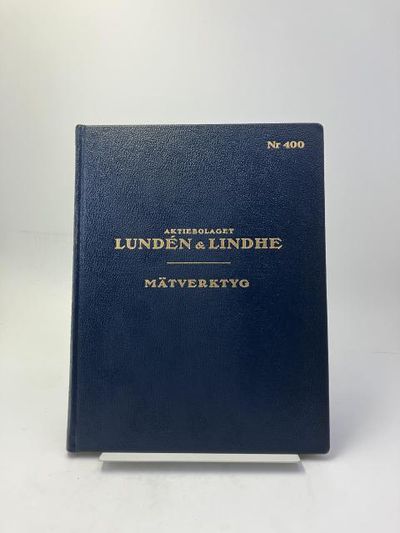 Nr 400
AKTIEBOLAGET
LUNDÉN & LINDHE
MÄTVERKTYG